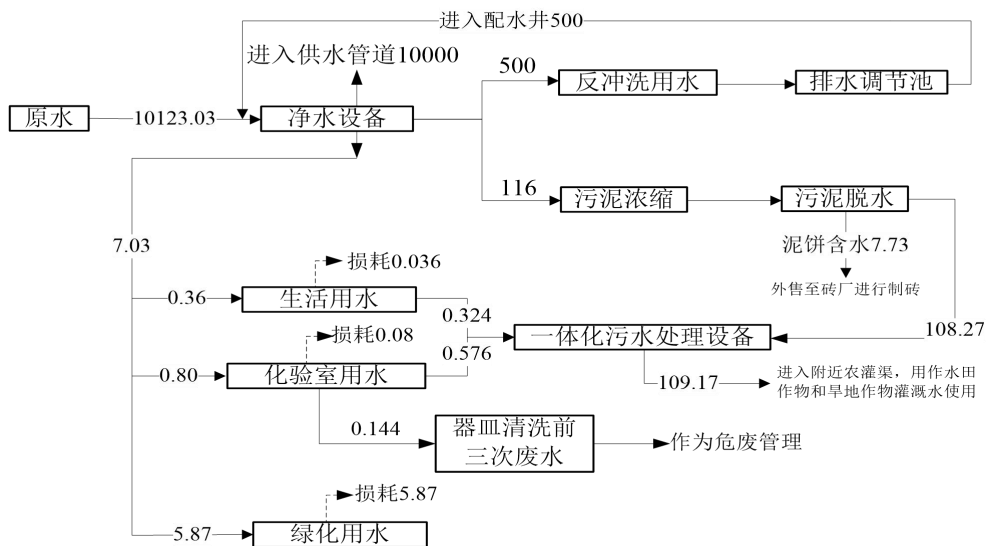 进入配水井500
进入供水管道10000
500
反冲洗用水
排水调节池
原水
10123.03
净水设备
116
污泥浓缩
污泥脱水
7.03
泥饼含水7.73
外售至砖厂进行制砖
损耗0.036
0.36
生活用水
0.324
108.27
损耗0.08
一体化污水处理设备
0.576
0.80
化验室用水
109.17
进入附近农灌渠，用作水田
作物和旱地作物灌溉水使用
0.144
器皿清洗前
三次废水
作为危废管理
损耗5.87
5.87
绿化用水